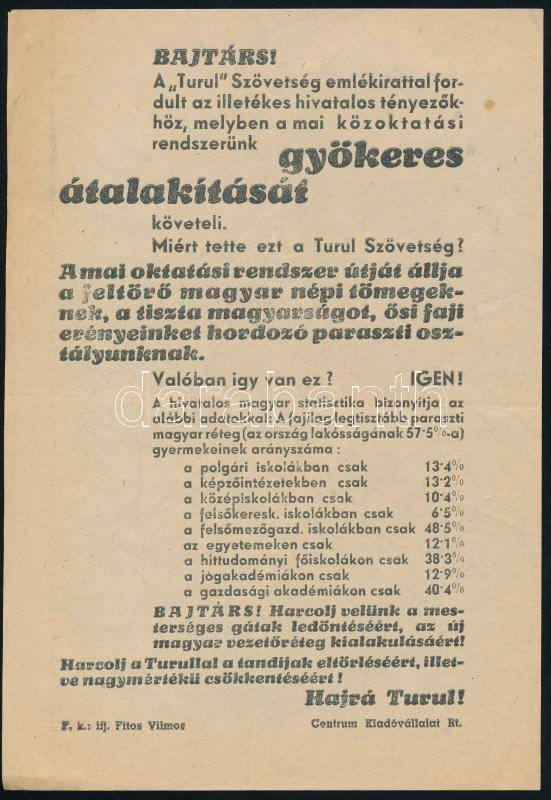 BAJTÁRS!
A „Turul" Szövetség emlékirattal for-
dult az illetékes hivatalos tényezők-
höz, melyben a mai közoktatási
rendszerünk gyökeres
átalakítását
követeli.
Miért tette ezt a Turul Szövetség?
A mai oktatási rendszer útját állja
a feltörő magyar népi tömegek-
nek, a tiszta magyarságot, ősi faji
erényeinket hordozó paraszti osz-
tályunknak.
Valóban igy van ez? IGEN!
A hivatalos magyar statisztika bizonyitja az
alábbi adatokkal: A fajilag legtisztább paraszti
magyar réteg (az ország lakósságának 57·5%-a)
gyermekeinek arányszáma:
a polgári iskolákban csak 13·4%
a képzőintézetekben csak 13·2%
a középiskolákban csak 10·4%
a felsőkeresk. iskolákban csak 6·5%
a felsőmezőgazd. iskolákban csak 48·5%
az egyetemeken csak 12·1%
a hittudományi főiskolákon csak 38·3%
a jogakadémiákon csak 12·9%
a gazdasági akadémiákon csak 40·4%
BAJTÁRS! Harcolj velünk a mes-
terséges gátak ledöntéséért, az új
magyar vezetőréteg kialakulásáért!
Harcolj a Turullal a tandijak eltörléséért, illet-
ve nagymértékű csökkentéséért!
Hajrá Turul!
F. k.: ifj. Fitos Vilmos Centrum Kiadóvállalat Rt.
darabanth